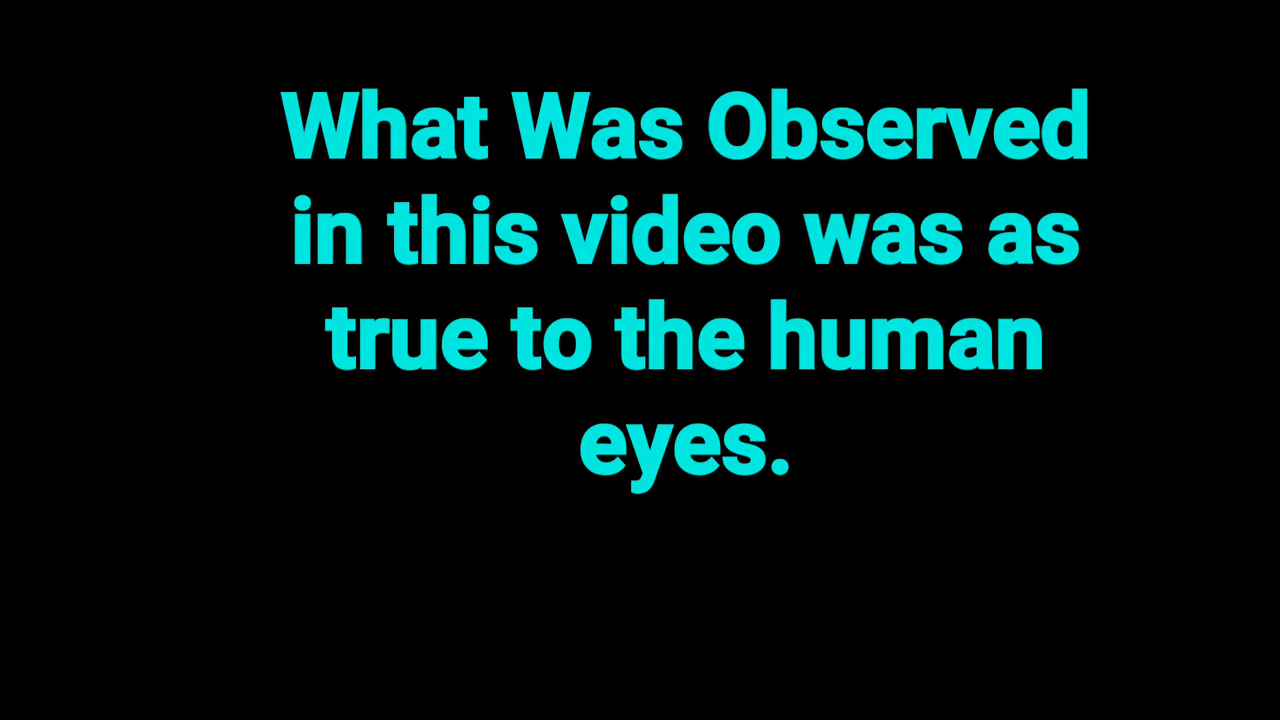 What Was Observed
in this video was as
true to the human
eyes.